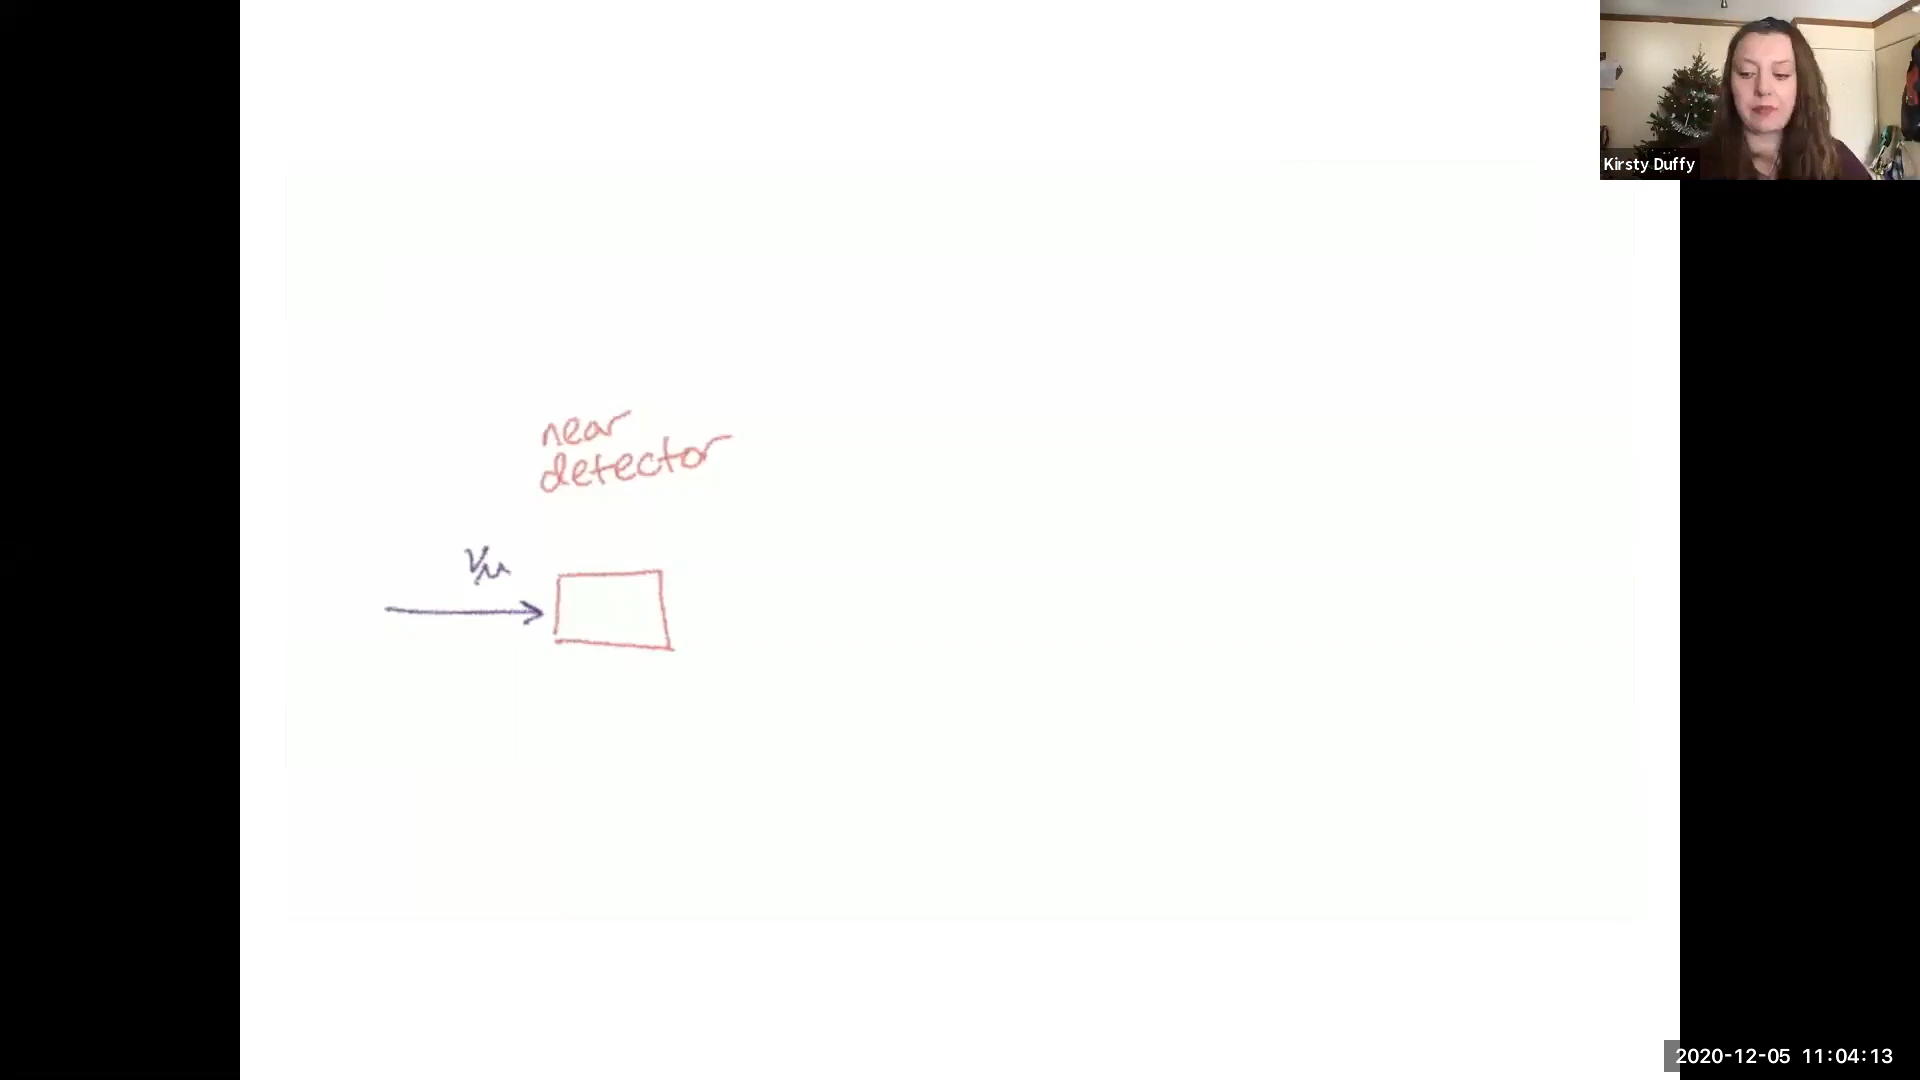 Kirsty Duffy
near
detector
νμ
2020-12-05 11:04:13